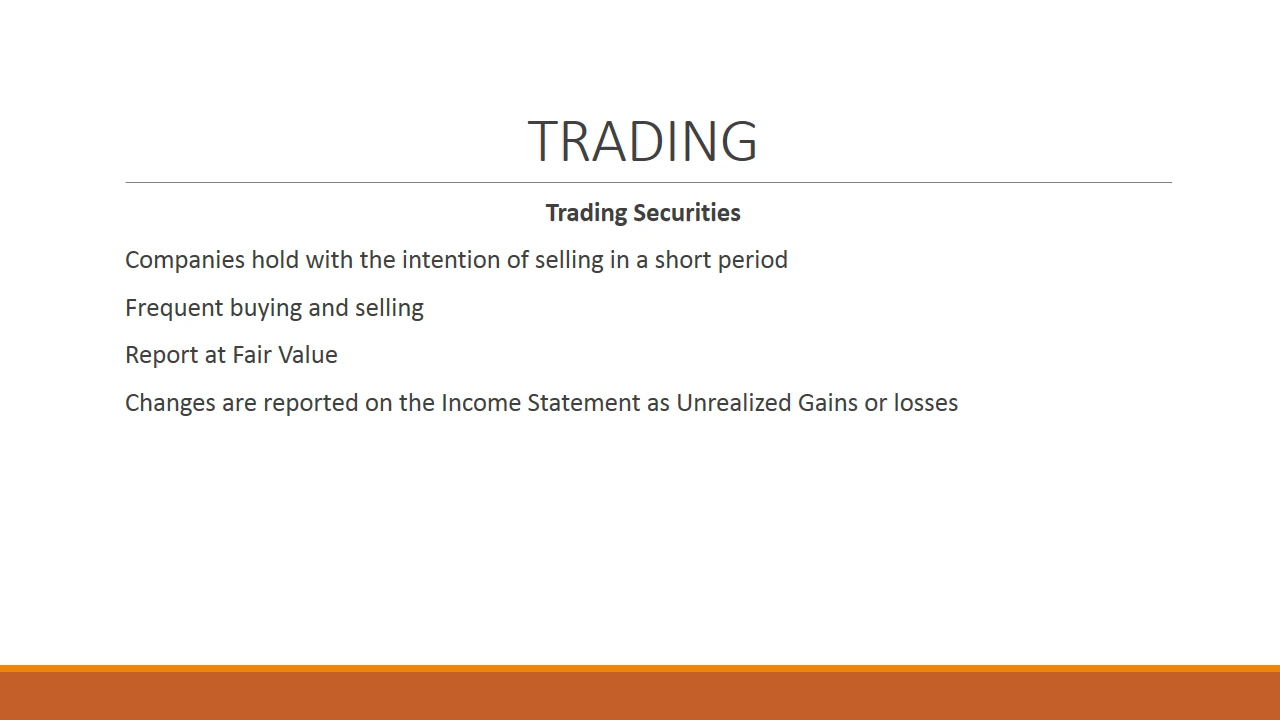 TRADING
Trading Securities
Companies hold with the intention of selling in a short period
Frequent buying and selling
Report at Fair Value
Changes are reported on the Income Statement as Unrealized Gains or losses